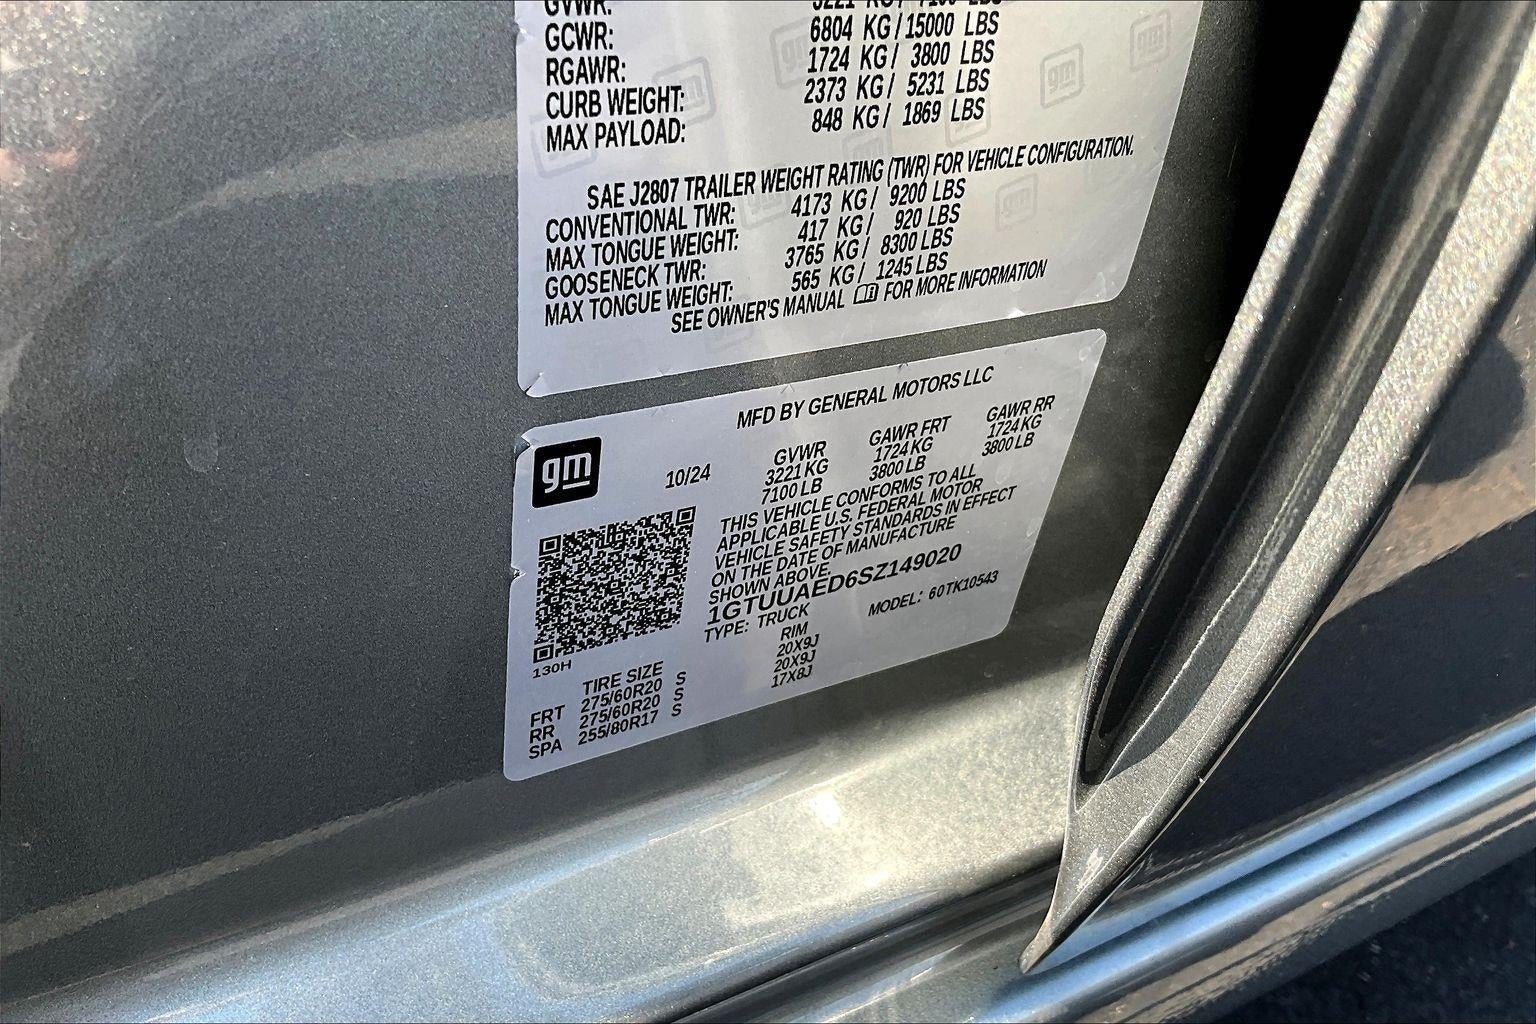 GVWR: 3221 KG / 7100 LBS
GCWR: 6804 KG / 15000 LBS
RGAWR: 1724 KG / 3800 LBS
CURB WEIGHT: 2373 KG / 5231 LBS
MAX PAYLOAD: 848 KG / 1869 LBS
SAE J2807 TRAILER WEIGHT RATING (TWR) FOR VEHICLE CONFIGURATION.
CONVENTIONAL TWR: 4173 KG / 9200 LBS
MAX TONGUE WEIGHT: 417 KG / 920 LBS
GOOSENECK TWR: 3765 KG / 8300 LBS
MAX TONGUE WEIGHT: 565 KG / 1245 LBS
SEE OWNER'S MANUAL FOR MORE INFORMATION
MFD BY GENERAL MOTORS LLC
gm
10/24
GVWR GAWR FRT GAWR RR
3221 KG 1724 KG 1724 KG
7100 LB 3800 LB 3800 LB
THIS VEHICLE CONFORMS TO ALL
APPLICABLE U.S. FEDERAL MOTOR
VEHICLE SAFETY STANDARDS IN EFFECT
ON THE DATE OF MANUFACTURE
SHOWN ABOVE.
1GTUUAED6SZ149020
TYPE: TRUCK MODEL: 60TK10543
130H
TIRE SIZE RIM
FRT 275/60R20 S 20X9J
RR 275/60R20 S 20X9J
SPA 255/80R17 S 17X8J